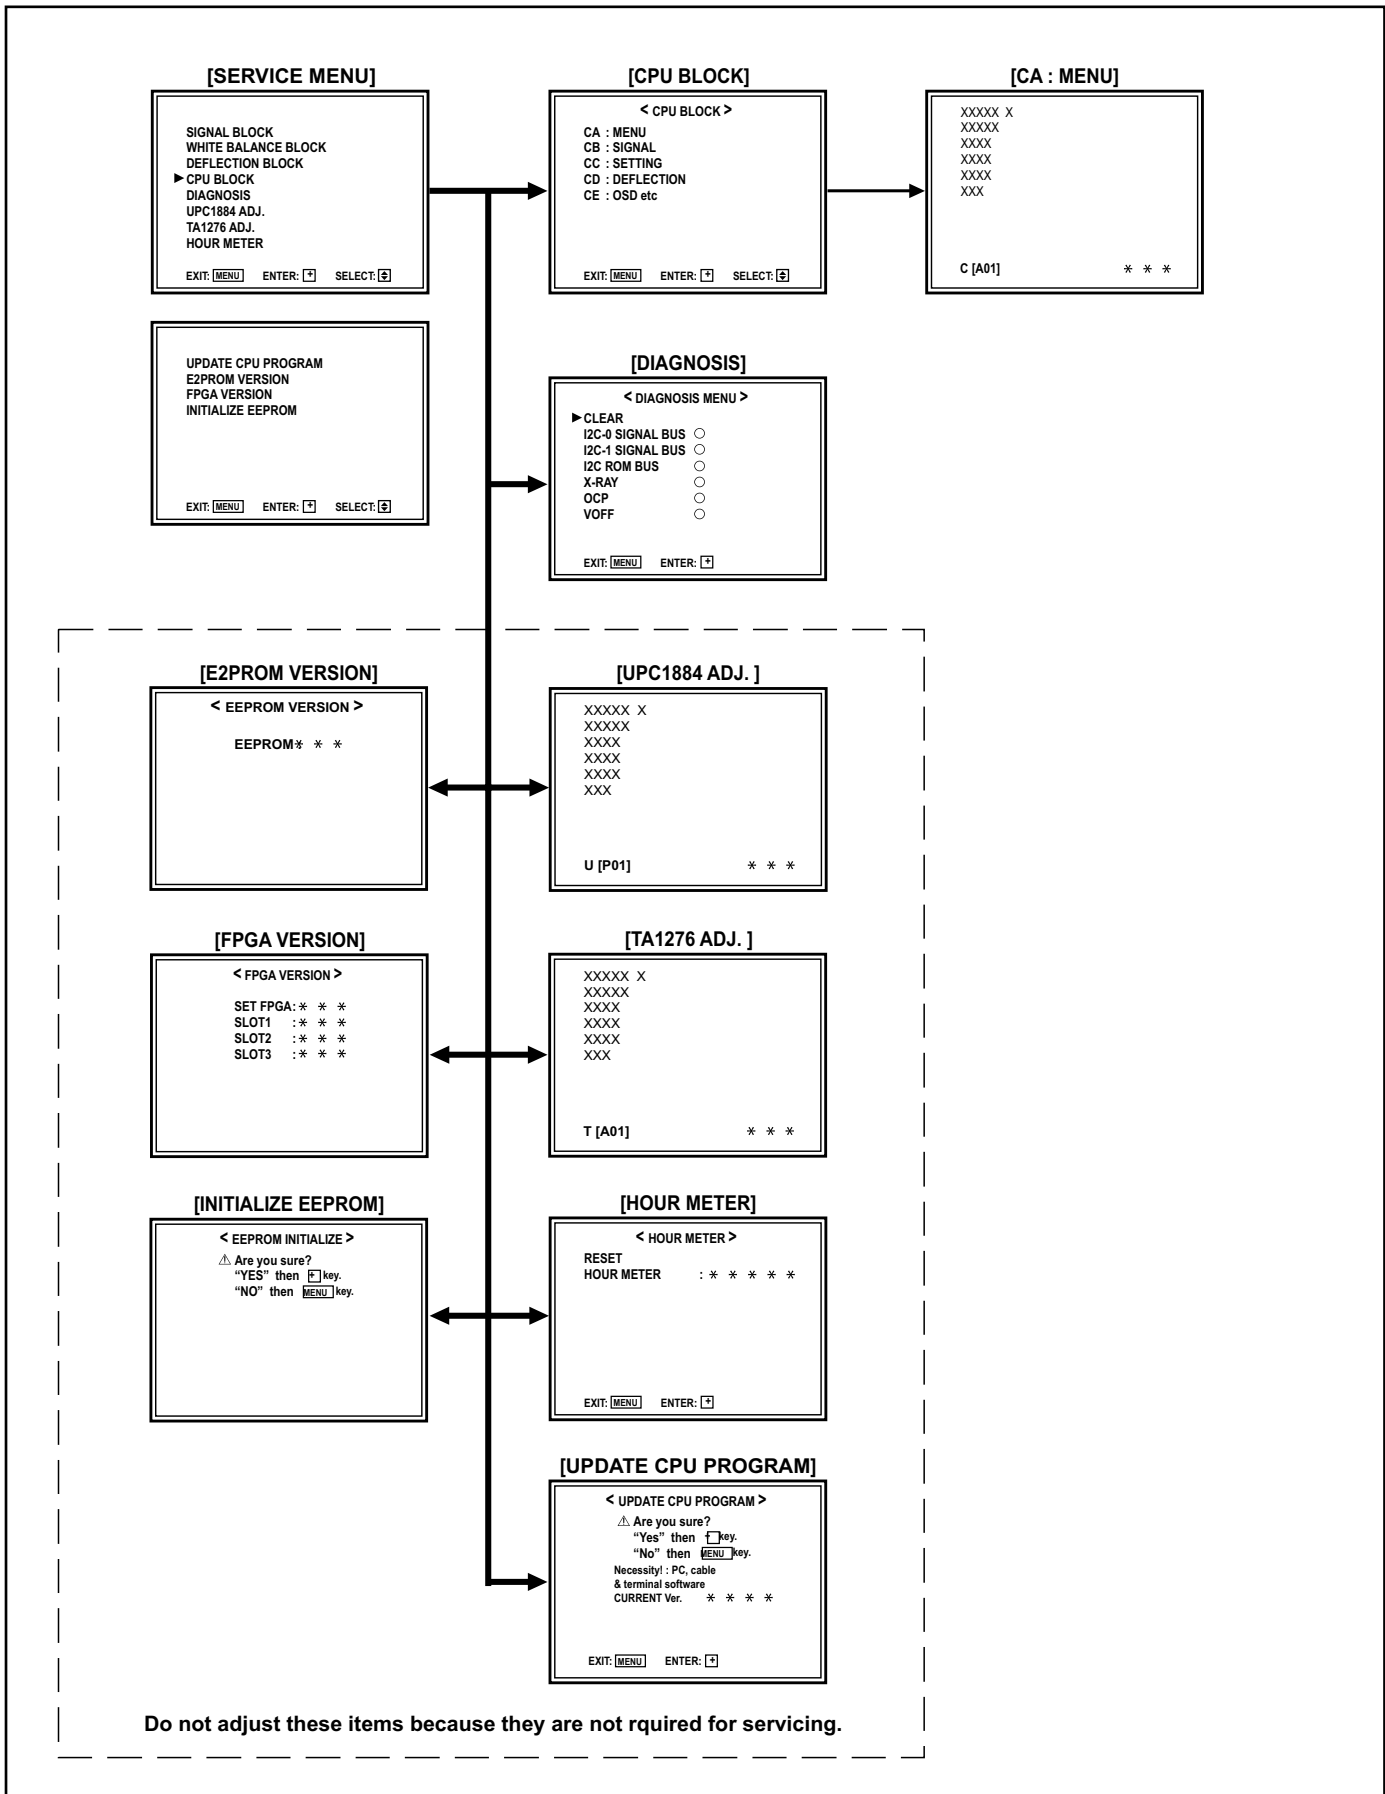 [SERVICE MENU]
SIGNAL BLOCK
WHITE BALANCE BLOCK
DEFLECTION BLOCK
►CPU BLOCK
DIAGNOSIS
UPC1884 ADJ.
TA1276 ADJ.
HOUR METER
EXIT: MENU ENTER: + SELECT:
UPDATE CPU PROGRAM
E2PROM VERSION
FPGA VERSION
INITIALIZE EEPROM
EXIT: MENU ENTER: + SELECT:
[CPU BLOCK]
< CPU BLOCK >
CA : MENU
CB : SIGNAL
CC : SETTING
CD : DEFLECTION
CE : OSD etc
EXIT: MENU ENTER: + SELECT:
[CA : MENU]
XXXXX X
XXXXX
XXXX
XXXX
XXXX
XXX
C [A01] * * *
[DIAGNOSIS]
< DIAGNOSIS MENU >
►CLEAR
I2C-0 SIGNAL BUS ○
I2C-1 SIGNAL BUS ○
I2C ROM BUS ○
X-RAY ○
OCP ○
VOFF ○
EXIT: MENU ENTER: +
[E2PROM VERSION]
< EEPROM VERSION >
EEPROM: * * *
[UPC1884 ADJ. ]
XXXXX X
XXXXX
XXXX
XXXX
XXXX
XXX
U [P01] * * *
[FPGA VERSION]
< FPGA VERSION >
SET FPGA: * * *
SLOT1 : * * *
SLOT2 : * * *
SLOT3 : * * *
[TA1276 ADJ. ]
XXXXX X
XXXXX
XXXX
XXXX
XXXX
XXX
T [A01] * * *
[INITIALIZE EEPROM]
< EEPROM INITIALIZE >
⚠ Are you sure?
“YES” then + key.
“NO” then MENU key.
[HOUR METER]
< HOUR METER >
RESET
HOUR METER : * * * * *
EXIT: MENU ENTER: +
[UPDATE CPU PROGRAM]
< UPDATE CPU PROGRAM >
⚠ Are you sure?
“Yes” then + key.
“No” then MENU key.
Necessity! : PC, cable
& terminal software
CURRENT Ver. * * * *
EXIT: MENU ENTER: +
Do not adjust these items because they are not rquired for servicing.